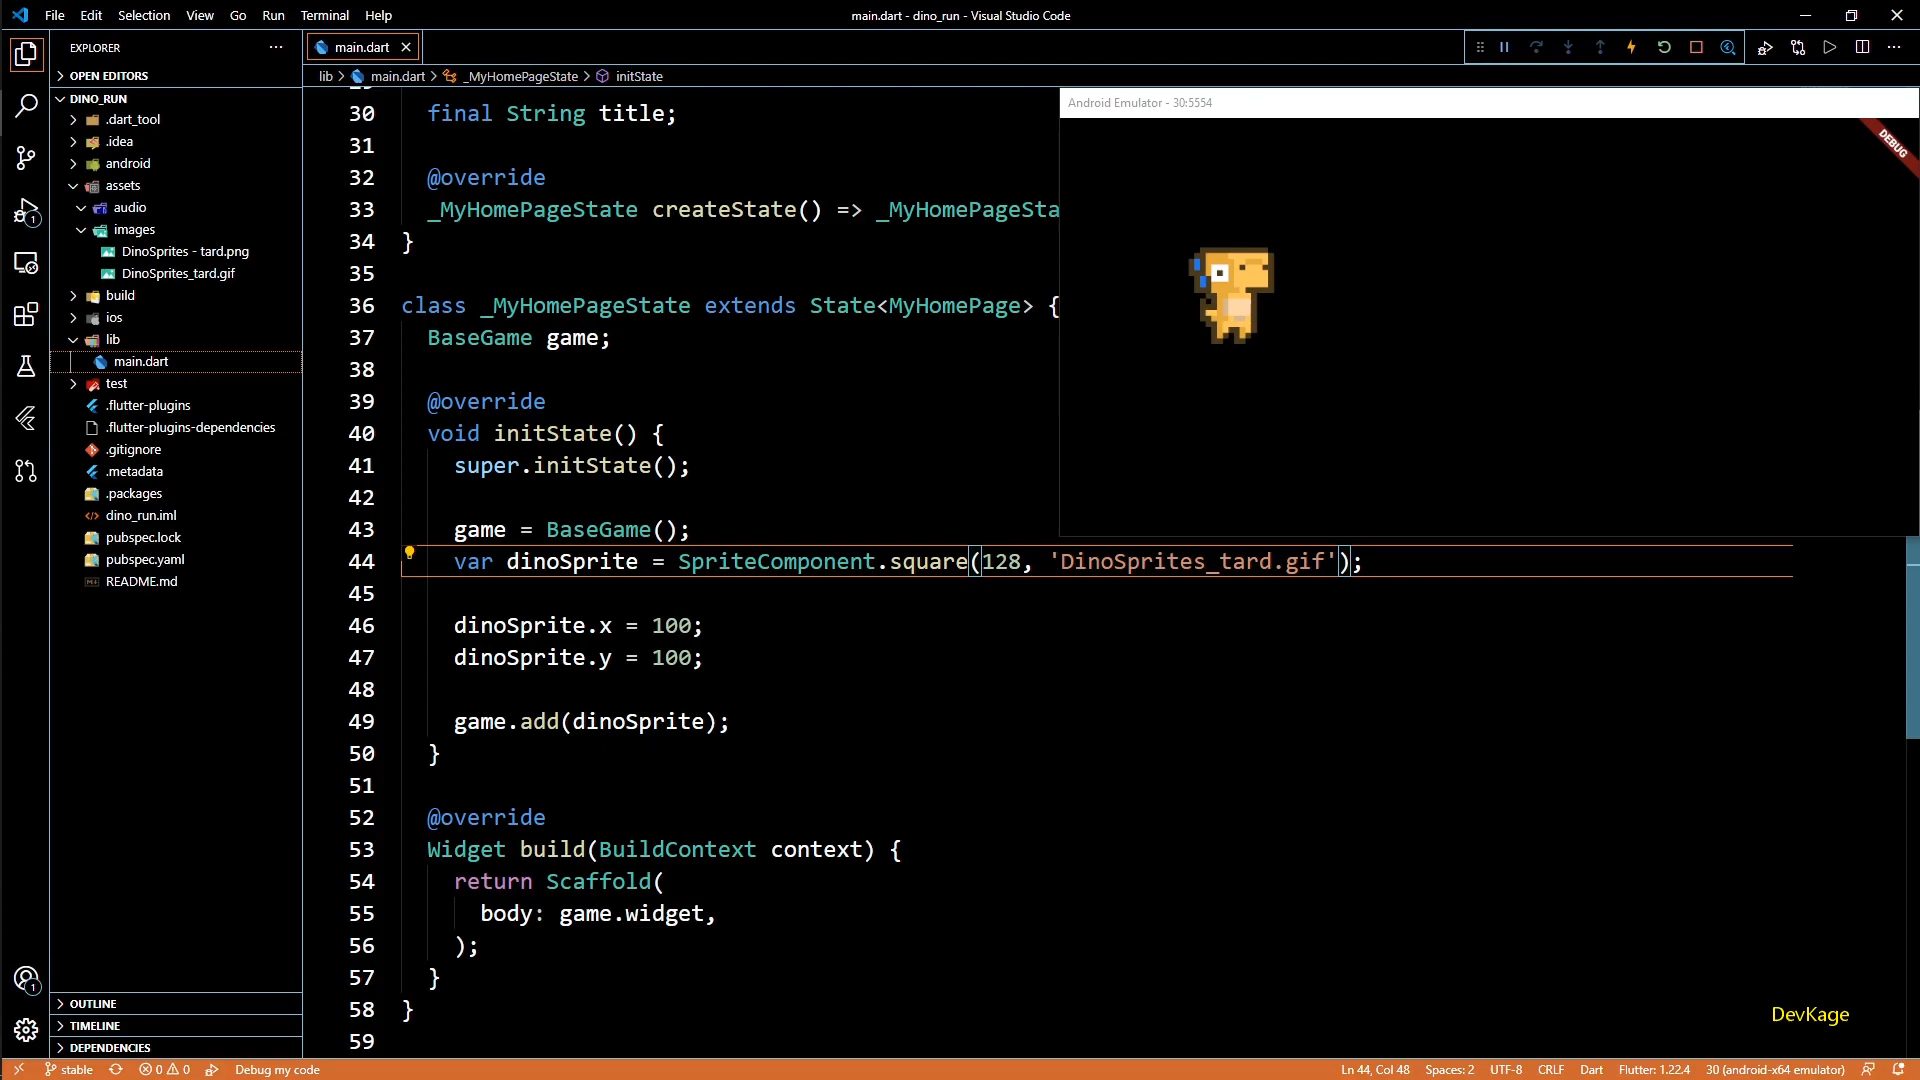 File Edit Selection View Go Run Terminal Help
main.dart - dino_run - Visual Studio Code
EXPLORER
OPEN EDITORS
DINO_RUN
.dart_tool
.idea
android
assets
audio
images
DinoSprites - tard.png
DinoSprites_tard.gif
build
ios
lib
main.dart
test
.flutter-plugins
.flutter-plugins-dependencies
.gitignore
.metadata
.packages
dino_run.iml
pubspec.lock
pubspec.yaml
README.md
OUTLINE
TIMELINE
DEPENDENCIES
1
1
main.dart
lib > main.dart > _MyHomePageState > initState
30 final String title;
31
32 @override
33 _MyHomePageState createState() => _MyHomePageSta
34 }
35
36 class _MyHomePageState extends State<MyHomePage> {
37 BaseGame game;
38
39 @override
40 void initState() {
41 super.initState();
42
43 game = BaseGame();
44 var dinoSprite = SpriteComponent.square(128, 'DinoSprites_tard.gif');
45
46 dinoSprite.x = 100;
47 dinoSprite.y = 100;
48
49 game.add(dinoSprite);
50 }
51
52 @override
53 Widget build(BuildContext context) {
54 return Scaffold(
55 body: game.widget,
56 );
57 }
58 }
59
Android Emulator - 30:5554
DEBUG
DevKage
stable 0 0 Debug my code
Ln 44, Col 48 Spaces: 2 UTF-8 CRLF Dart Flutter: 1.22.4 30 (android-x64 emulator)